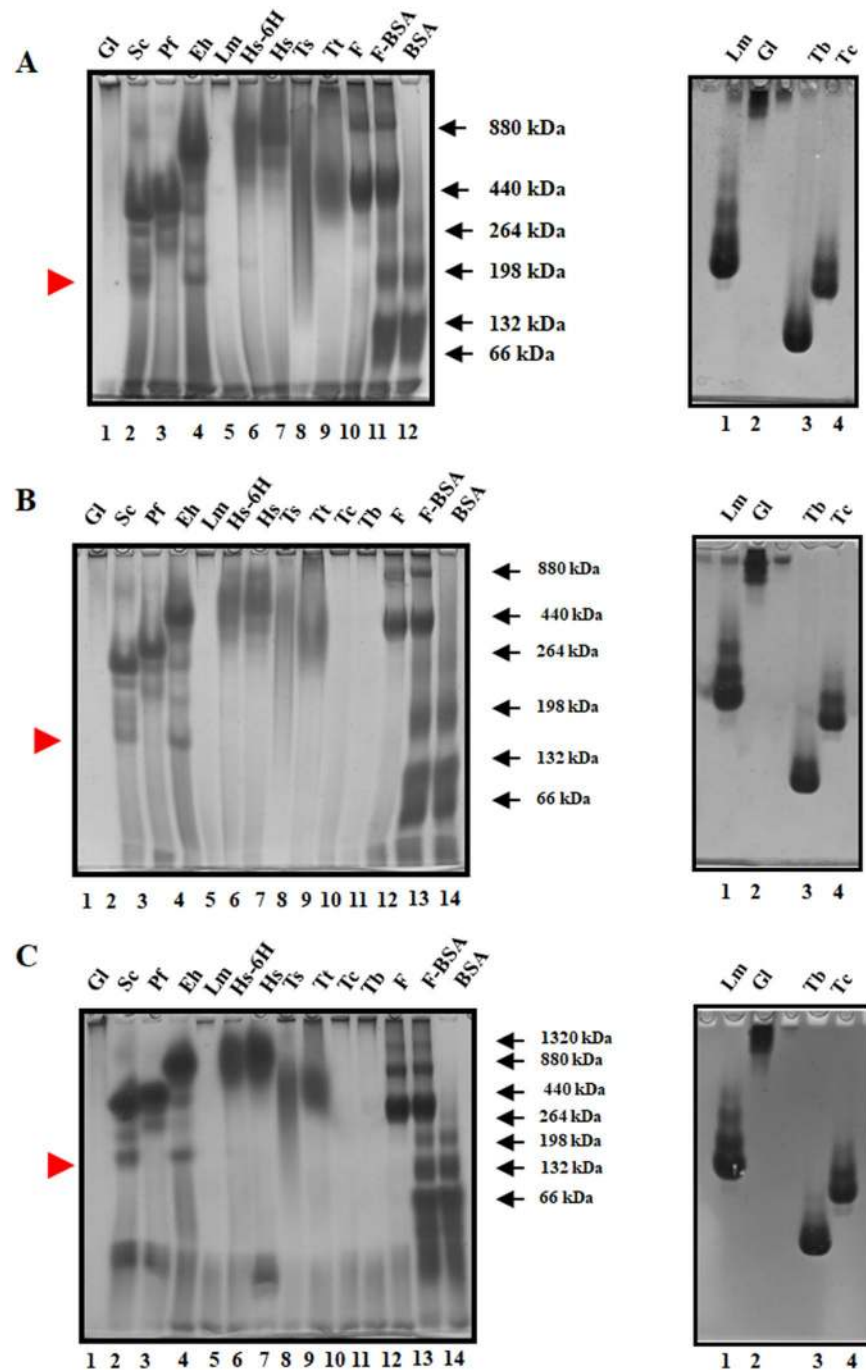 A
Gl Sc Pf Eh Lm Hs-6H Hs Ts Tt F F-BSA BSA
880 kDa
440 kDa
264 kDa
198 kDa
132 kDa
66 kDa
1 2 3 4 5 6 7 8 9 10 11 12
Lm Gl Tb Tc
1 2 3 4
B
Gl Sc Pf Eh Lm Hs-6H Hs Ts Tt Tc Tb F F-BSA BSA
880 kDa
440 kDa
264 kDa
198 kDa
132 kDa
66 kDa
1 2 3 4 5 6 7 8 9 10 11 12 13 14
Lm Gl Tb Tc
1 2 3 4
C
Gl Sc Pf Eh Lm Hs-6H Hs Ts Tt Tc Tb F F-BSA BSA
1320 kDa
880 kDa
440 kDa
264 kDa
198 kDa
132 kDa
66 kDa
1 2 3 4 5 6 7 8 9 10 11 12 13 14
Lm Gl Tb Tc
1 2 3 4